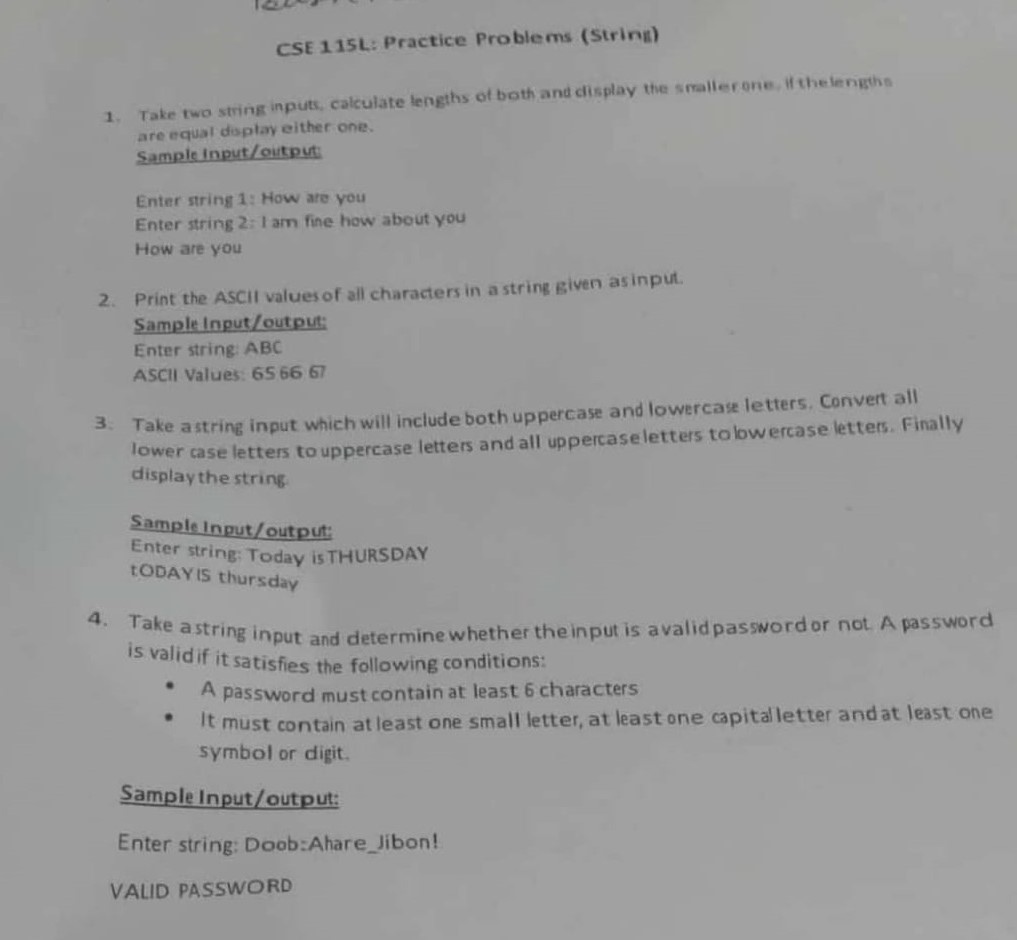 CSE 115L: Practice Problems (String)
1. Take two string inputs, calculate lengths of both and display the smaller one, if the lengths
are equal display either one.
Sample Input/output:
Enter string 1: How are you
Enter string 2: I am fine how about you
How are you
2. Print the ASCII values of all characters in a string given as input.
Sample Input/output:
Enter string: ABC
ASCII Values: 65 66 67
3. Take a string input which will include both uppercase and lowercase letters. Convert all
lower case letters to uppercase letters and all uppercase letters to lowercase letters. Finally
display the string.
Sample Input/output:
Enter string: Today is THURSDAY
tODAY IS thursday
4. Take a string input and determine whether the input is a valid password or not. A password
is valid if it satisfies the following conditions:
• A password must contain at least 6 characters
• It must contain at least one small letter, at least one capital letter and at least one
symbol or digit.
Sample Input/output:
Enter string: Doob:Ahare_Jibon!
VALID PASSWORD